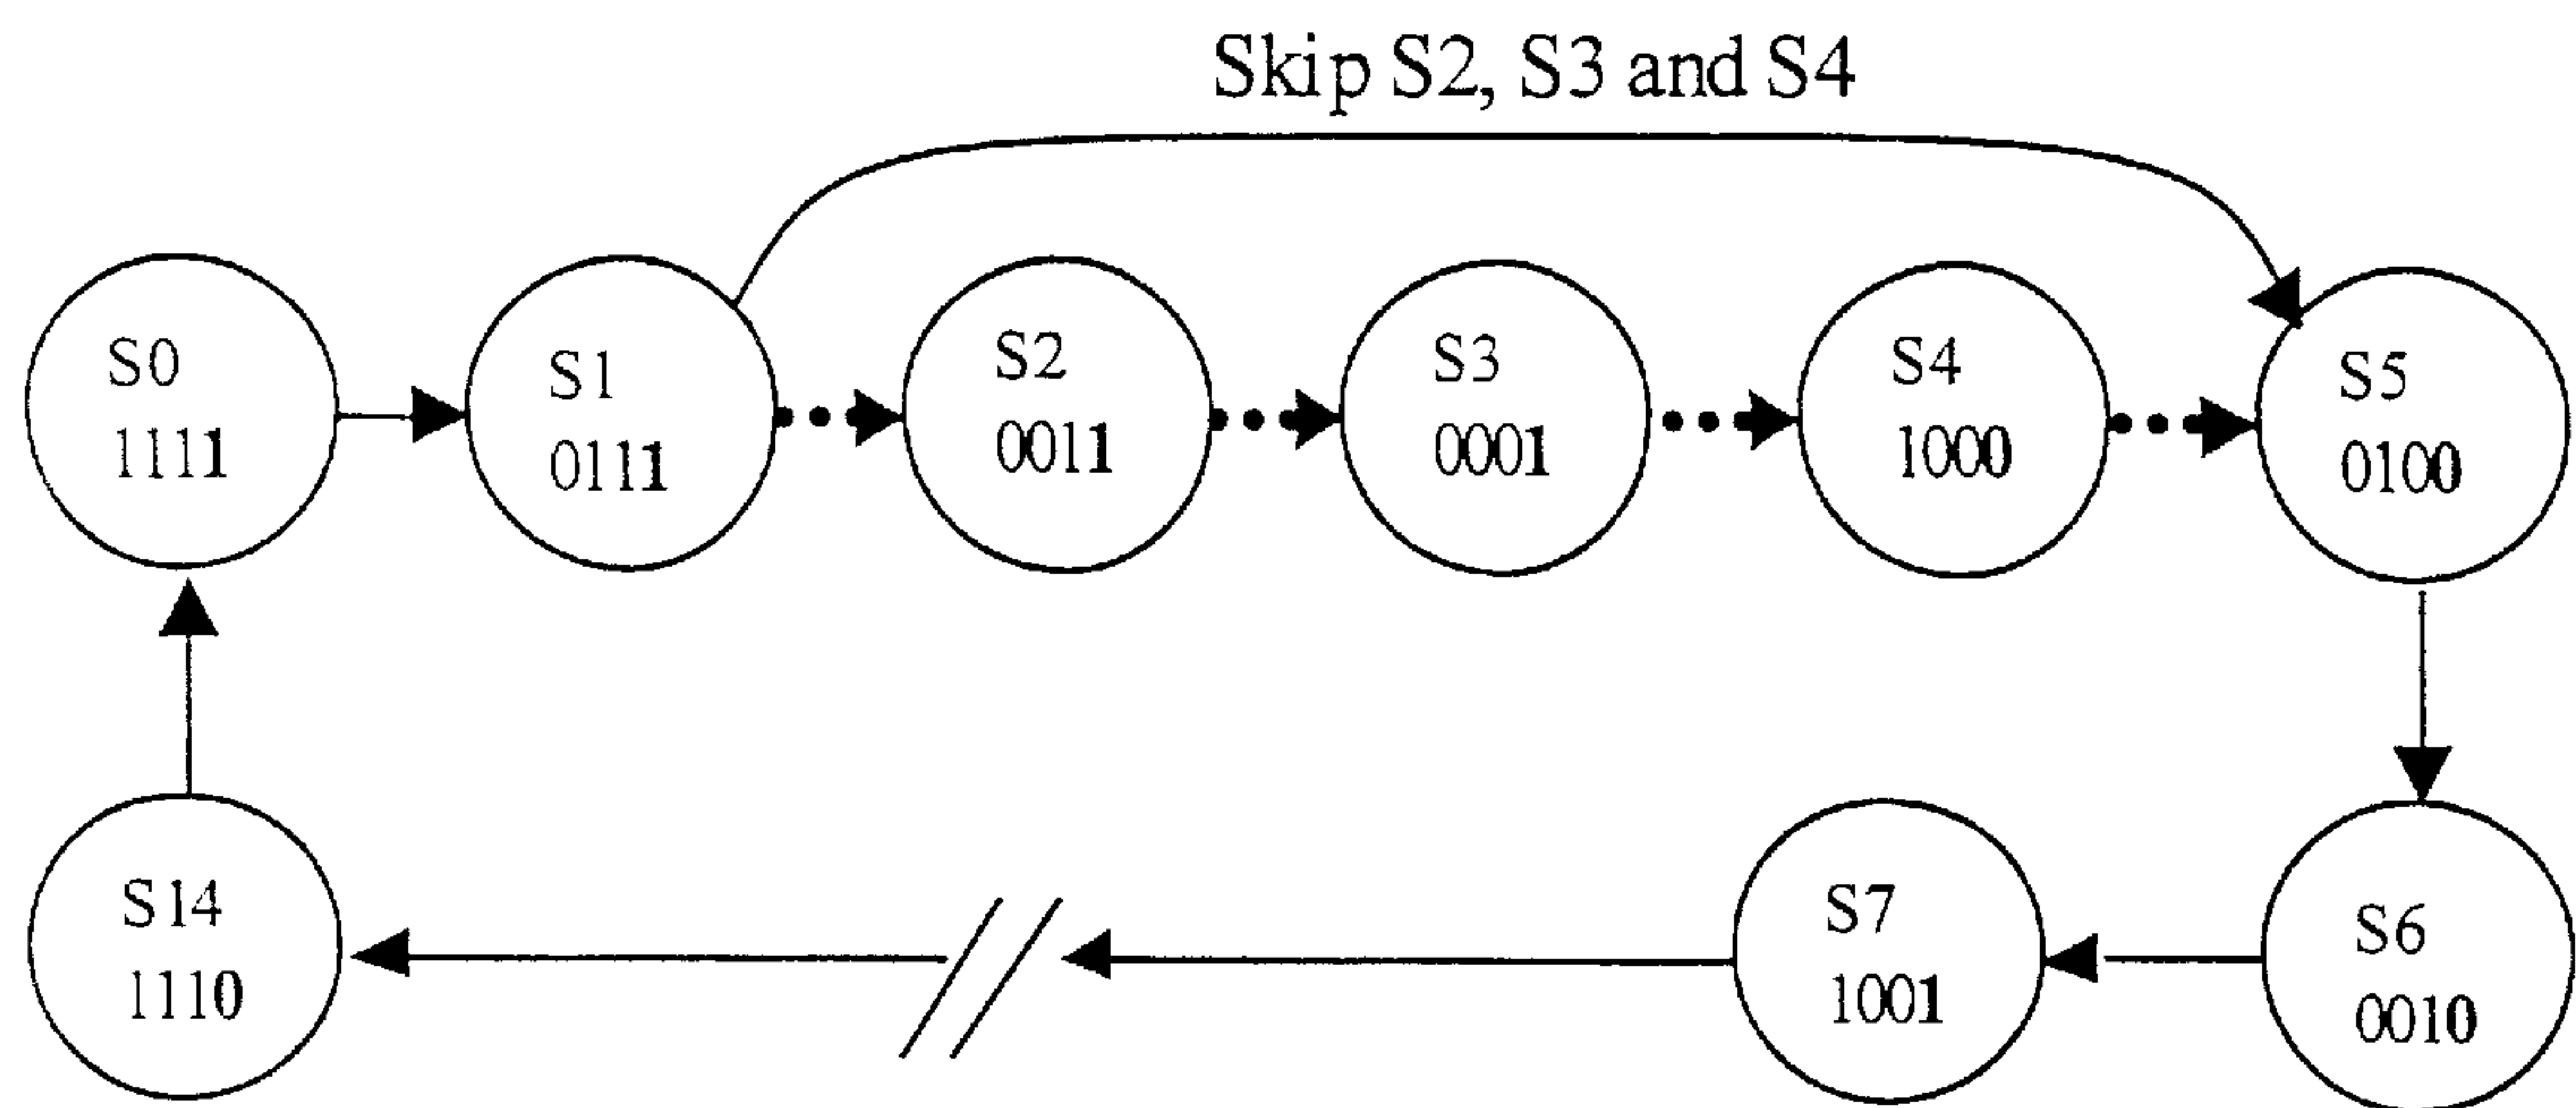 Skip S2, S3 and S4
S0
1111
S1
0111
S2
0011
S3
0001
S4
1000
S5
0100
S14
1110
S7
1001
S6
0010